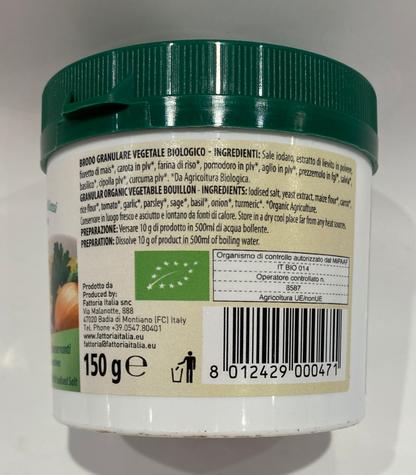 BRODO GRANULARE VEGETALE BIOLOGICO - INGREDIENTI: Sale iodato, estratto di lievito in polvere,
fioretto di mais*, carota in plv*, farina di riso*, pomodoro in plv*, aglio in plv*, prezzemolo in fgl*, salvia*,
basilico*, cipolla plv*, curcuma plv*. *Da Agricoltura Biologica.
GRANULAR ORGANIC VEGETABLE BOUILLON - INGREDIENTS: Iodised salt, yeast extract, maize flour*, carrot*,
rice flour*, tomato*, garlic*, parsley*, sage*, basil*, onion*, turmeric*. *Organic Agriculture.
Conservare in luogo fresco e asciutto e lontano da fonti di calore. Store in a dry cool place far from any heat sources.
PREPARAZIONE: Versare 10 g di prodotto in 500ml di acqua bollente.
PREPARATION: Dissolve 10 g of product in 500ml of boiling water.
Organismo di controllo autorizzato dal MiPAAF
IT BIO 014
Operatore controllato n.
8587
Agricoltura UE/nonUE
Prodotto da
Produced by:
Fattoria Italia snc
Via Malanotte, 888
47020 Badia di Montiano (FC) Italy
Tel. Phone +39.0547.80401
www.fattoriaitalia.eu
fattoria@fattoriaitalia.eu
150 g e
8 012429 000471